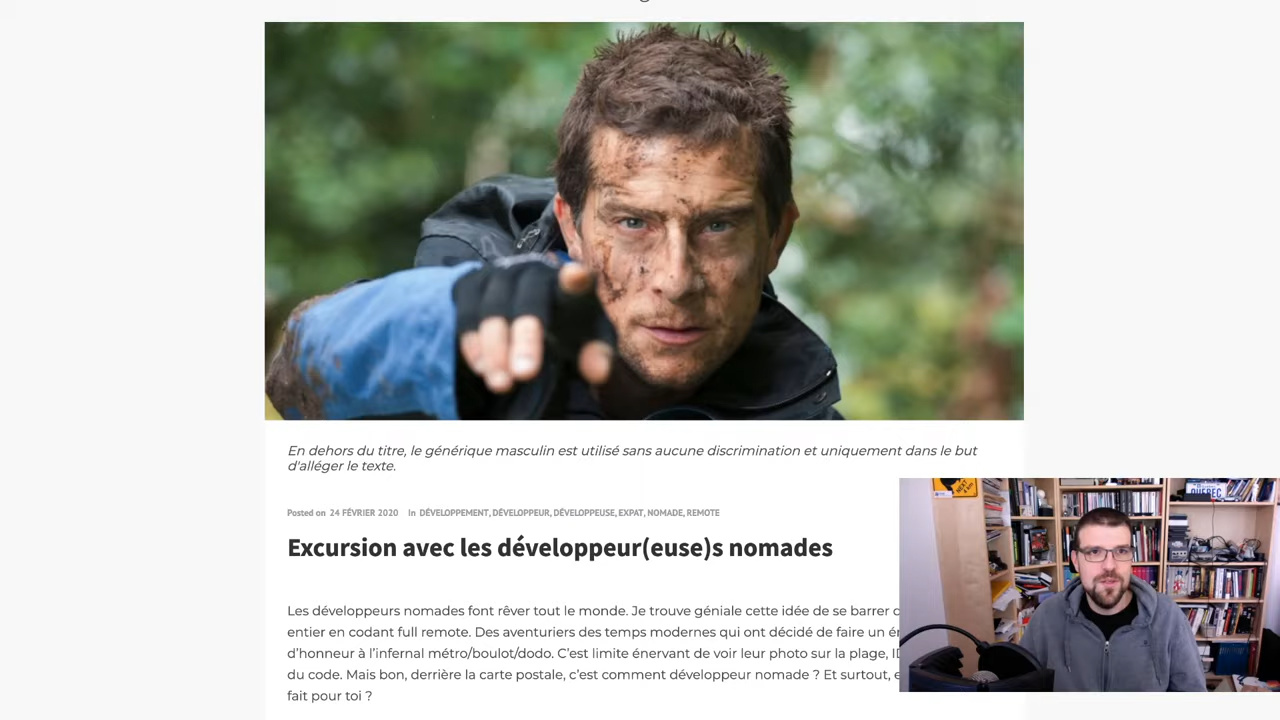 En dehors du titre, le générique masculin est utilisé sans aucune discrimination et uniquement dans le but
d'alléger le texte.
Posted on 24 FÉVRIER 2020 In DÉVELOPPEMENT, DÉVELOPPEUR, DÉVELOPPEUSE, EXPAT, NOMADE, REMOTE
Excursion avec les développeur(euse)s nomades
Les développeurs nomades font rêver tout le monde. Je trouve géniale cette idée de se barrer
entier en codant full remote. Des aventuriers des temps modernes qui ont décidé de faire un
d'honneur à l'infernal métro/boulot/dodo. C'est limite énervant de voir leur photo sur la plage,
du code. Mais bon, derrière la carte postale, c'est comment développeur nomade ? Et surtout,
fait pour toi ?
QUÉBEC
NEXT